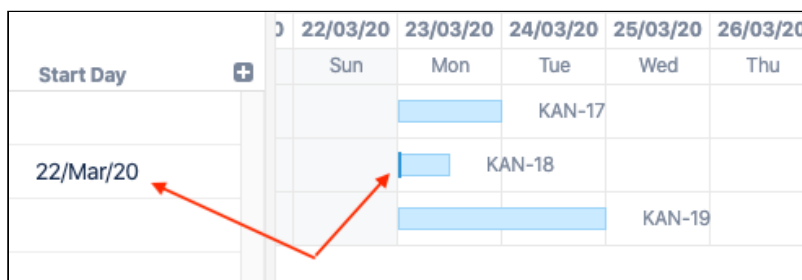 0 22/03/20 23/03/20 24/03/20 25/03/20 26/03/20
Start Day Sun Mon Tue Wed Thu
KAN-17
22/Mar/20 KAN-18
KAN-19